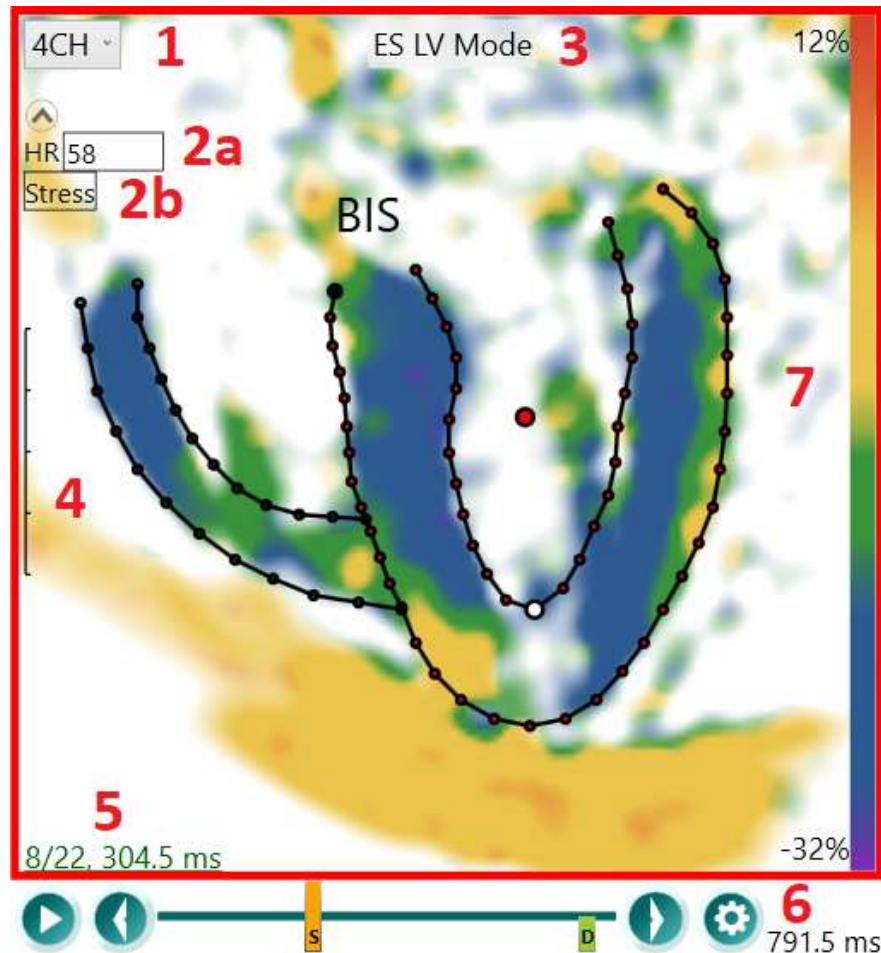 4CH 1 ES LV Mode 3 12%
HR 58 2a
Stress 2b
BIS
7
4
5
8/22, 304.5 ms -32%
S D 6
791.5 ms